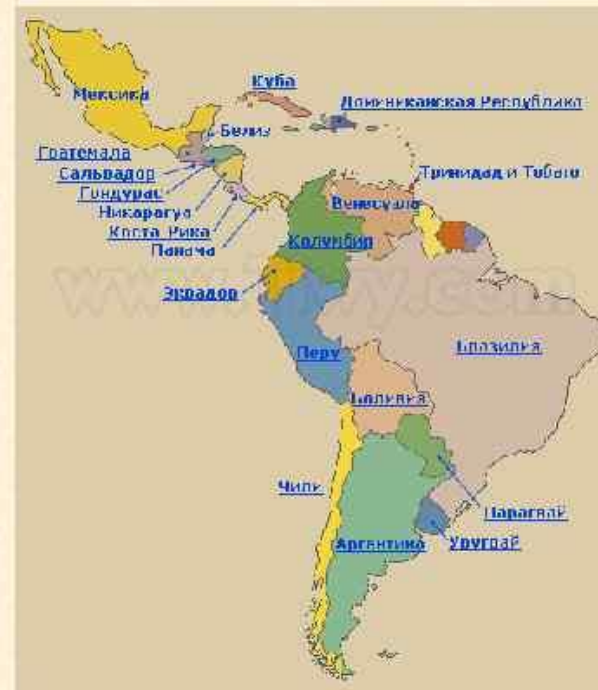 Куба
Мексика
Доминиканская Республика
Белиз
Гватемала
Сальвадор
Тринидад и Тобаго
Гондурас
Венесуэла
Никарагуа
Коста Рика
Колумбия
Панама
Эквадор
Бразилия
Перу
Боливия
Чили
Парагвай
Аргентина
Уругвай